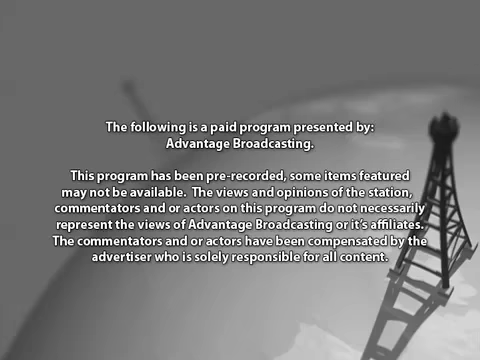 The following is a paid program presented by:
Advantage Broadcasting.
This program has been pre-recorded, some items featured
may not be available. The views and opinions of the station,
commentators and or actors on this program do not necessarily
represent the views of Advantage Broadcasting or it's affiliates.
The commentators and or actors have been compensated by the
advertiser who is solely responsible for all content.